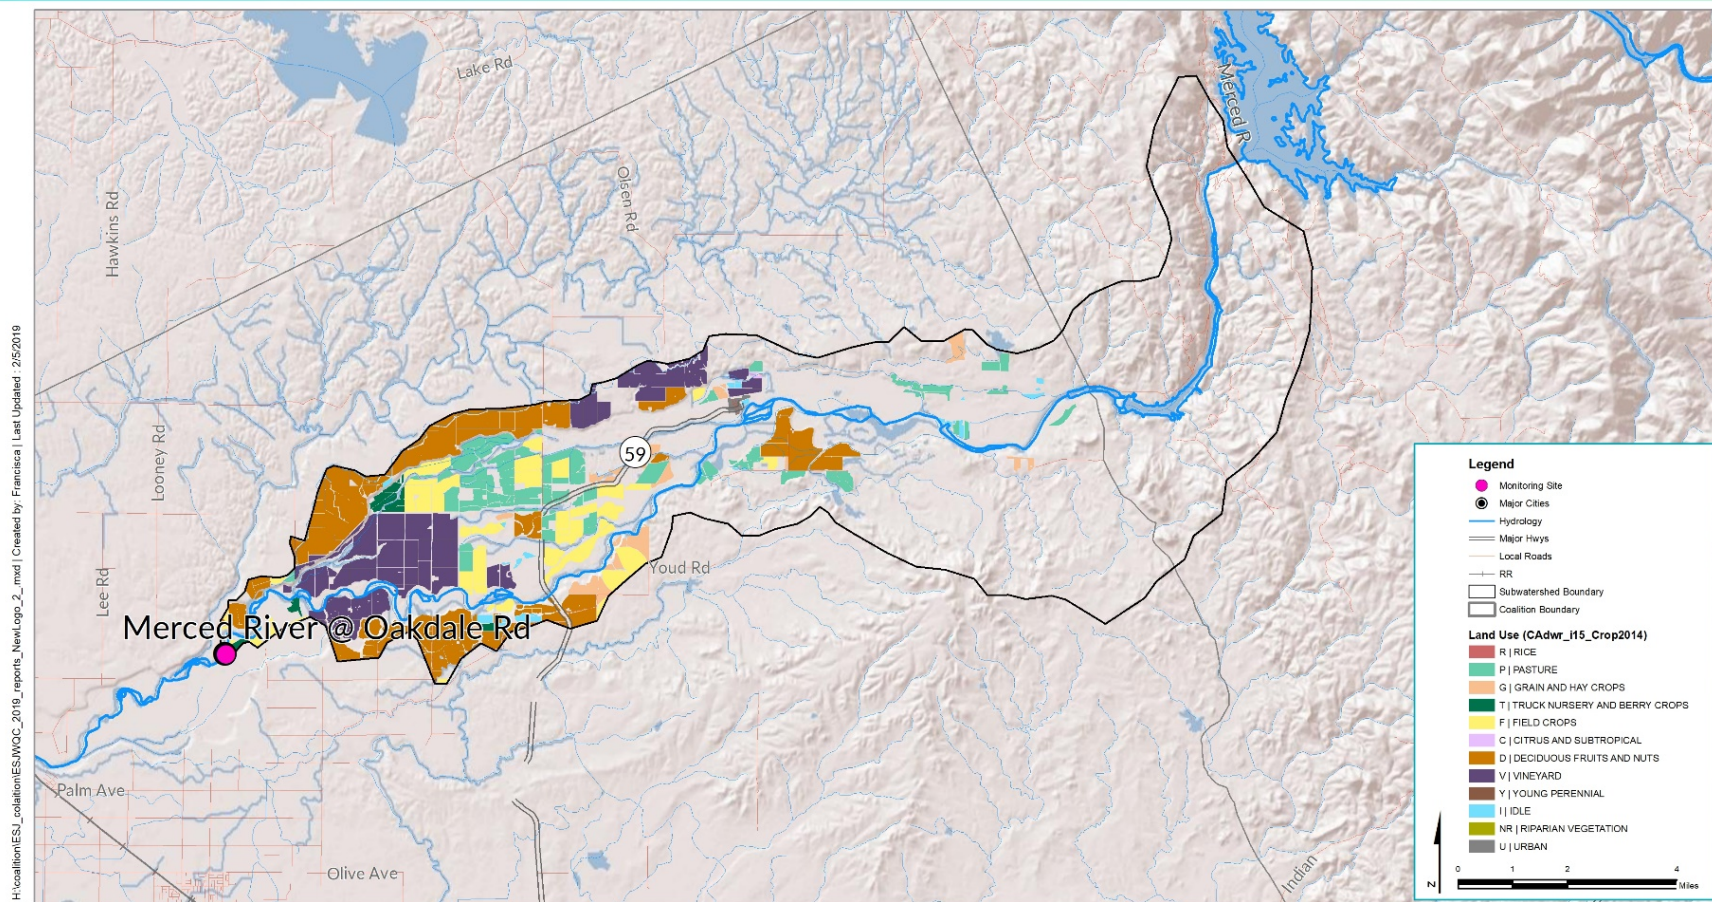 Lake Rd
Merced R
Olsen Rd
Hawkins Rd
59
Looney Rd
Youd Rd
Lee Rd
Merced River @ Oakdale Rd
Palm Ave
Olive Ave
Indian
H:\coalition\ESJ_colaition\ESJWQC_2019_reports_NewLogo_2_mxd | Created by: Francisca | Last Updated : 2/5/2019
Legend
Monitoring Site
Major Cities
Hydrology
Major Hwys
Local Roads
RR
Subwatershed Boundary
Coalition Boundary
Land Use (CAdwr_i15_Crop2014)
R | RICE
P | PASTURE
G | GRAIN AND HAY CROPS
T | TRUCK NURSERY AND BERRY CROPS
F | FIELD CROPS
C | CITRUS AND SUBTROPICAL
D | DECIDUOUS FRUITS AND NUTS
V | VINEYARD
Y | YOUNG PERENNIAL
I | IDLE
NR | RIPARIAN VEGETATION
U | URBAN
N
0 1 2 4
Miles